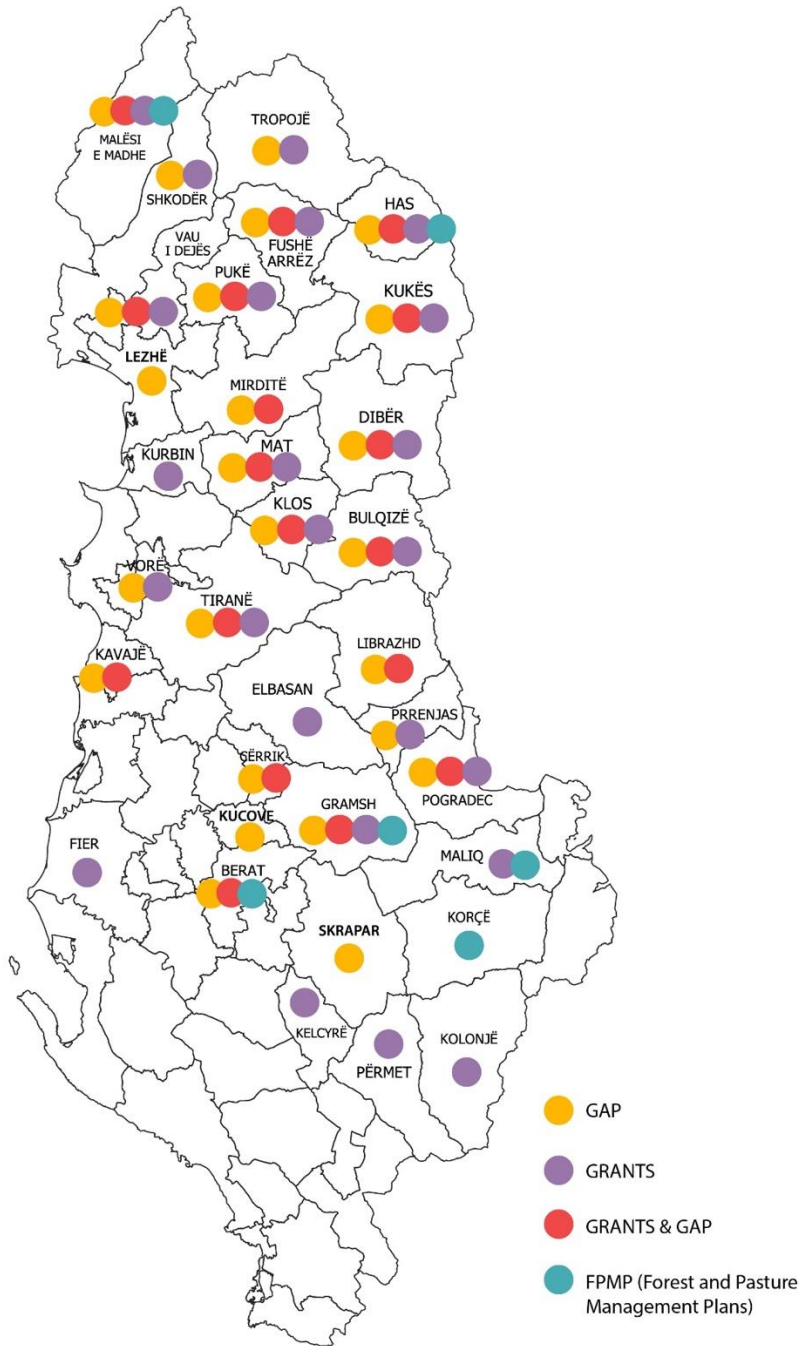 TROPOJË
MALËSI
E MADHE
SHKODËR
HAS
VAU
I DEJËS
FUSHË
ARRËZ
PUKË
KUKËS
LEZHË
MIRDITË
DIBËR
KURBIN
MAT
KLOS
BULQIZË
VORË
TIRANË
KAVAJË
LIBRAZHD
ELBASAN
PRRENJAS
ÇËRRIK
POGRADEC
GRAMSH
KUCOVE
FIER
MALIQ
BERAT
KORÇË
SKRAPAR
KELCYRË
PËRMET
KOLONJË
GAP
GRANTS
GRANTS & GAP
FPMP (Forest and Pasture
Management Plans)